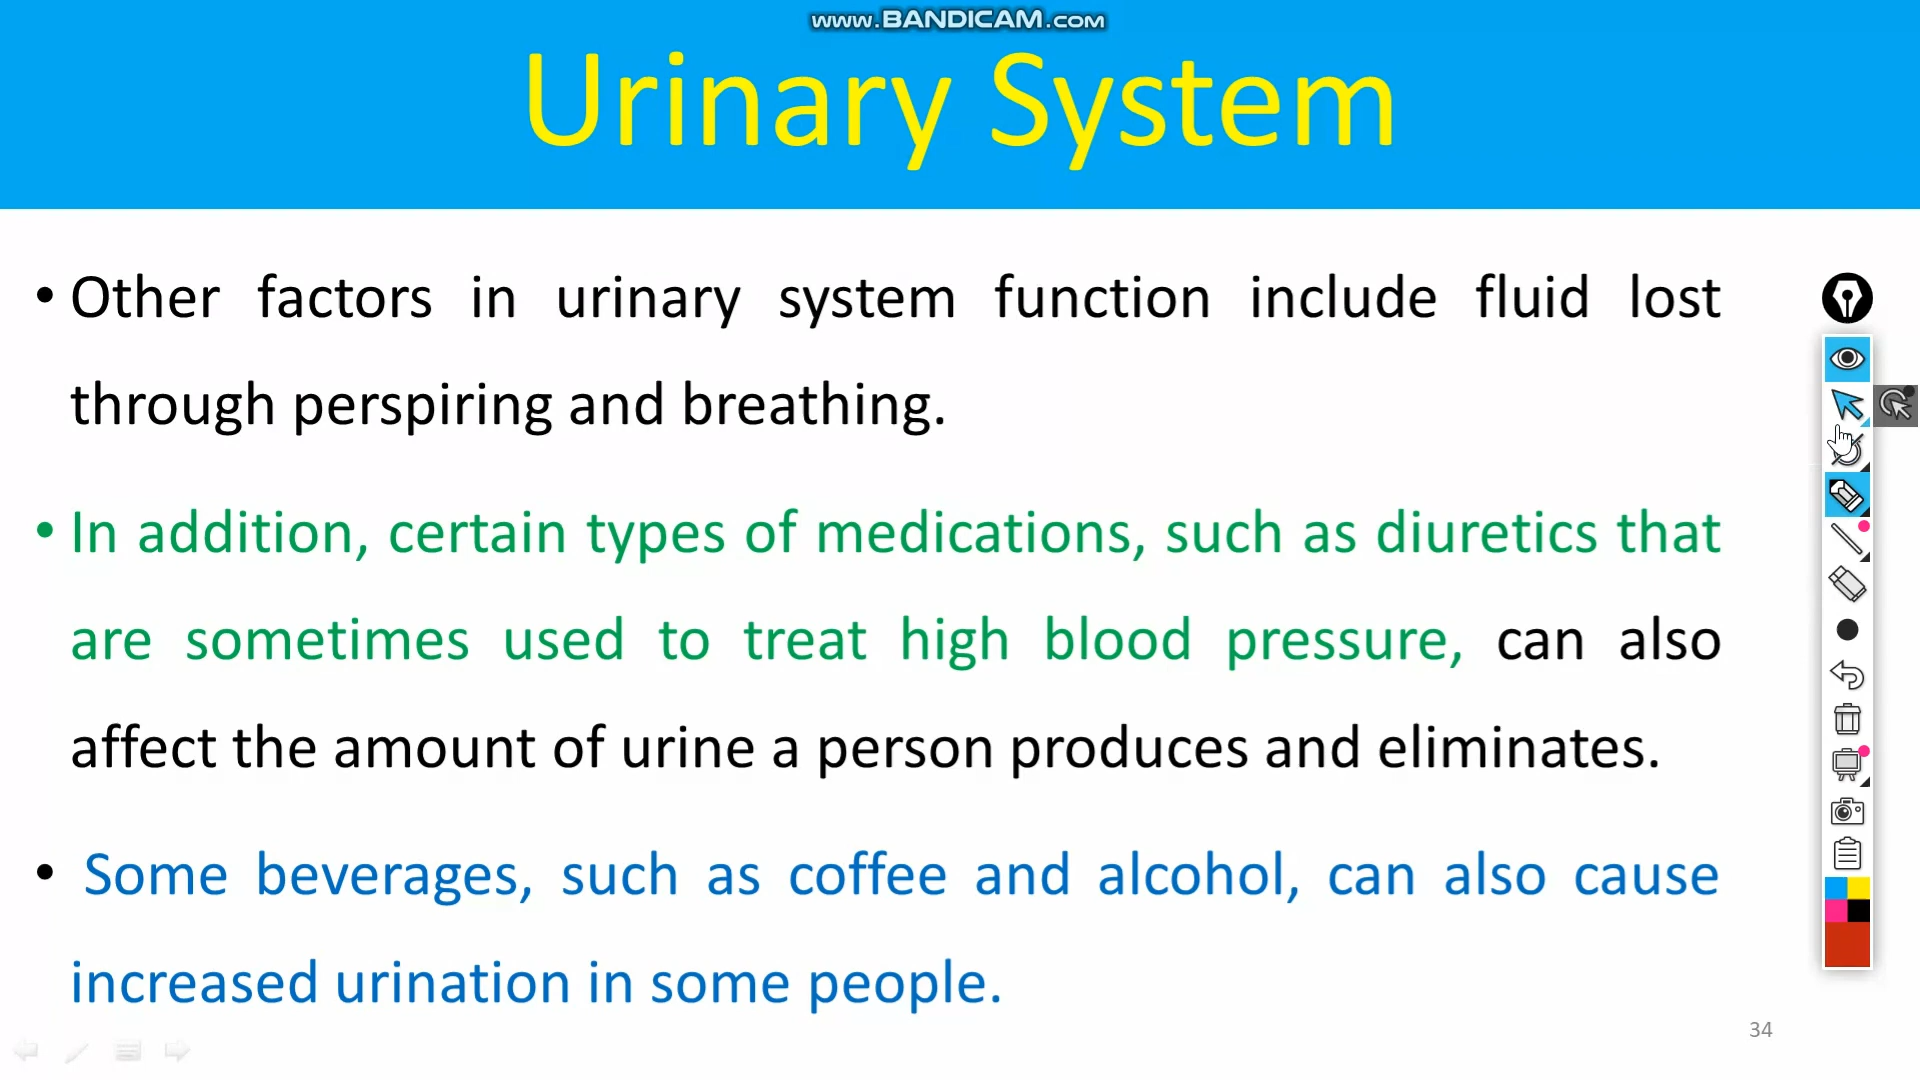 www.BANDICAM.com
Urinary System
• Other factors in urinary system function include fluid lost
through perspiring and breathing.
• In addition, certain types of medications, such as diuretics that
are sometimes used to treat high blood pressure, can also
affect the amount of urine a person produces and eliminates.
• Some beverages, such as coffee and alcohol, can also cause
increased urination in some people.
34